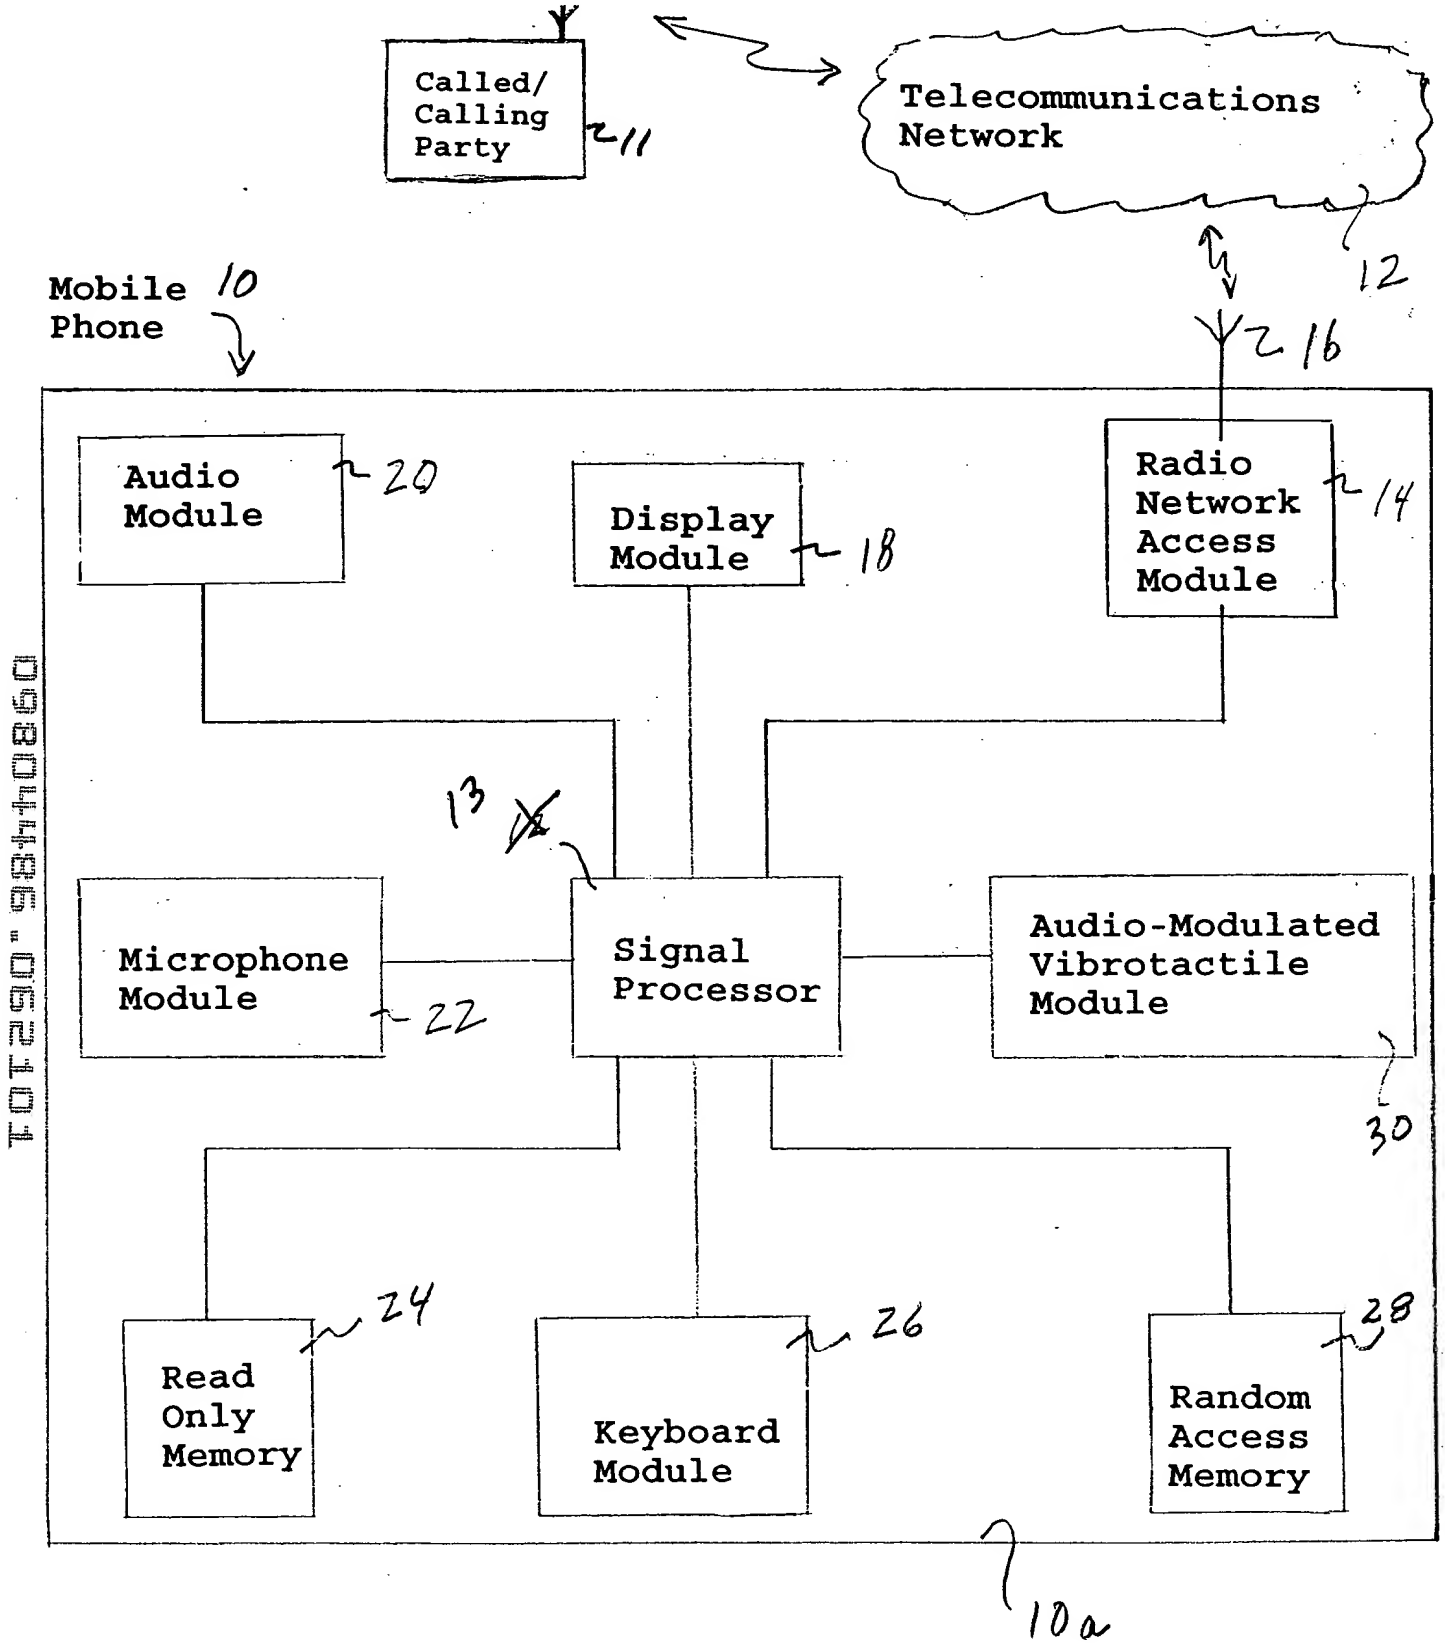 Called/
Calling
Party
11
Telecommunications
Network
12
Mobile 10
Phone
16
Audio
Module
20
Display
Module
18
Radio
Network
Access
Module
14
13
Microphone
Module
22
Signal
Processor
Audio-Modulated
Vibrotactile
Module
30
Read
Only
Memory
24
Keyboard
Module
26
Random
Access
Memory
28
10a
09804486.052101